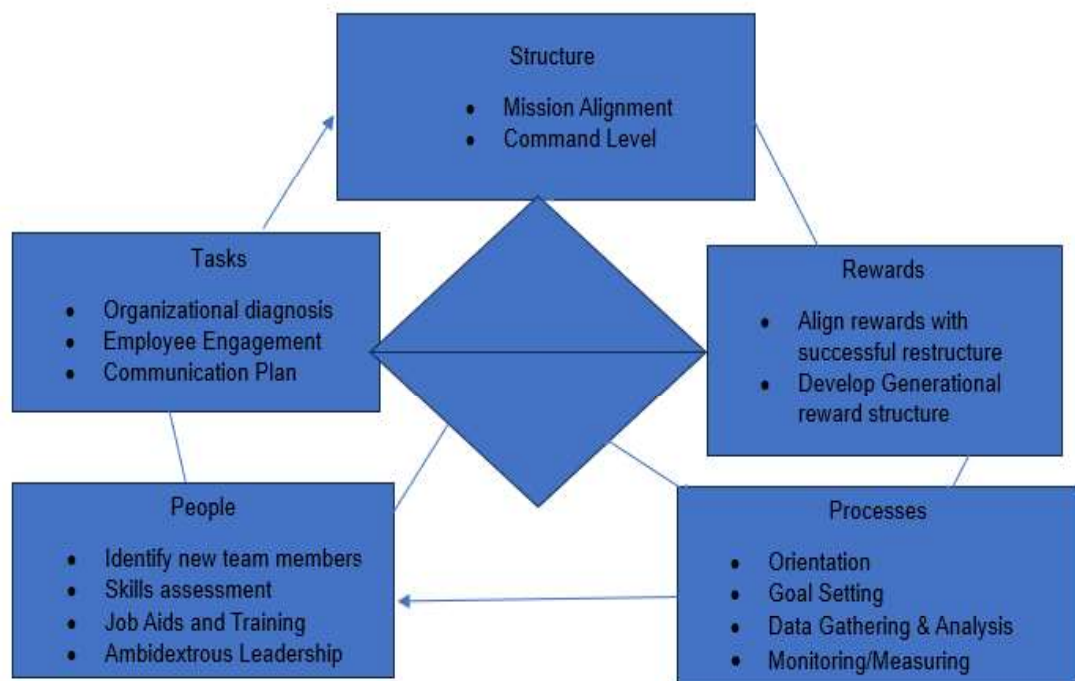 Structure
• Mission Alignment
• Command Level
Tasks
• Organizational diagnosis
• Employee Engagement
• Communication Plan
Rewards
• Align rewards with
successful restructure
• Develop Generational
reward structure
People
• Identify new team members
• Skills assessment
• Job Aids and Training
• Ambidextrous Leadership
Processes
• Orientation
• Goal Setting
• Data Gathering & Analysis
• Monitoring/Measuring